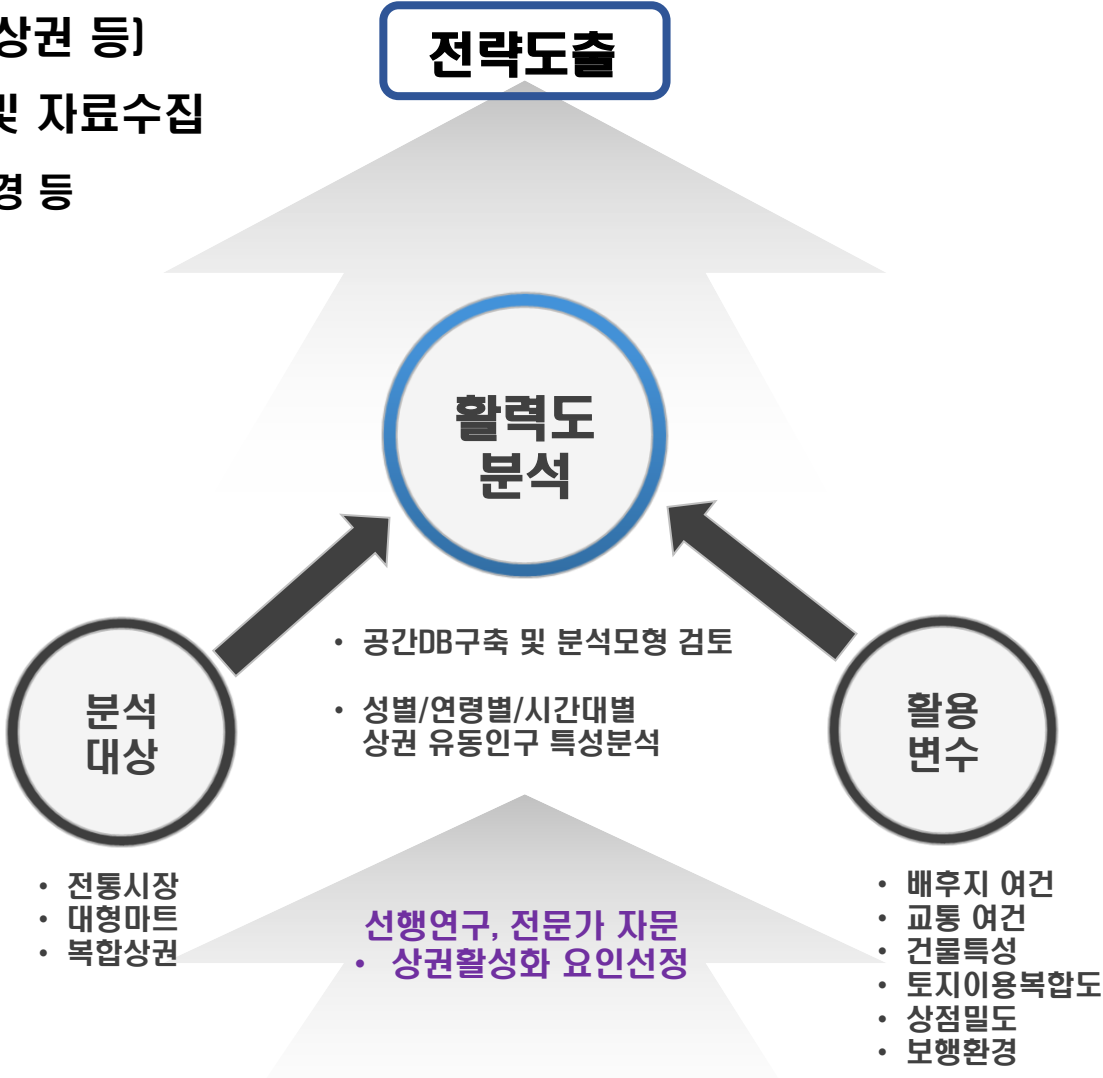 상권 등)
및 자료수집
경 등
전략도출
활력도
분석
분석
대상
• 공간DB구축 및 분석모형 검토
• 성별/연령별/시간대별
상권 유동인구 특성분석
활용
변수
• 전통시장
• 대형마트
• 복합상권
선행연구, 전문가 자문
• 상권활성화 요인선정
• 배후지 여건
• 교통 여건
• 건물특성
• 토지이용복합도
• 상점밀도
• 보행환경